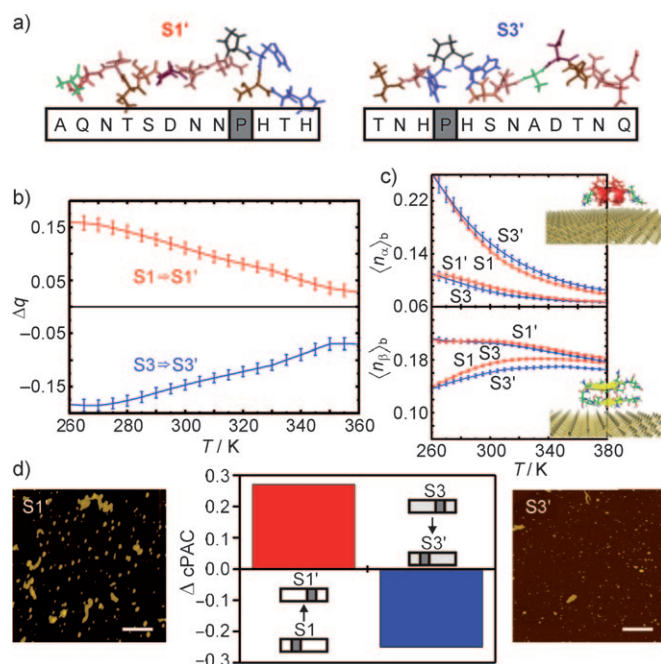 a)
S1'
S3'
A Q N T S D N N P H T H
T N H P H S N A D T N Q
b)
Δq
0.15
0.05
−0.05
−0.15
S1⇒S1'
S3⇒S3'
260 280 300 320 340 360
T / K
c)
⟨nα⟩b
0.22
0.14
0.06
S3'
S1
S1'
S3
⟨nβ⟩b
0.18
0.10
S1'
S1
S3
S3'
260 300 340 380
T / K
d)
S1'
Δ cPAC
0.3
0.2
0.1
0.0
−0.1
−0.2
−0.3
S3
S3'
S1'
S1
S3'